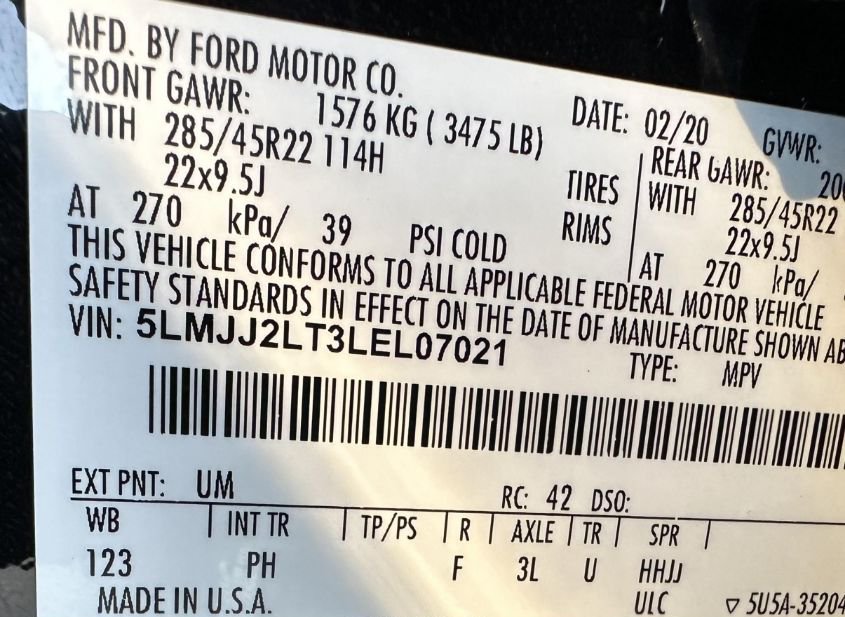 MFD. BY FORD MOTOR CO.
DATE: 02/20 GVWR:
FRONT GAWR: 1576 KG ( 3475 LB) REAR GAWR:
WITH 285/45R22 114H TIRES WITH 285/45R22
22x9.5J RIMS 22x9.5J
AT 270 kPa/ 39 PSI COLD AT 270 kPa/
THIS VEHICLE CONFORMS TO ALL APPLICABLE FEDERAL MOTOR VEHICLE
SAFETY STANDARDS IN EFFECT ON THE DATE OF MANUFACTURE SHOWN
VIN: 5LMJJ2LT3LEL07021
TYPE: MPV
EXT PNT: UM RC: 42 DSO:
WB INT TR TP/PS R AXLE TR SPR
123 PH F 3L U HHJJ
MADE IN U.S.A. ULC ▽ 5U5A-35204